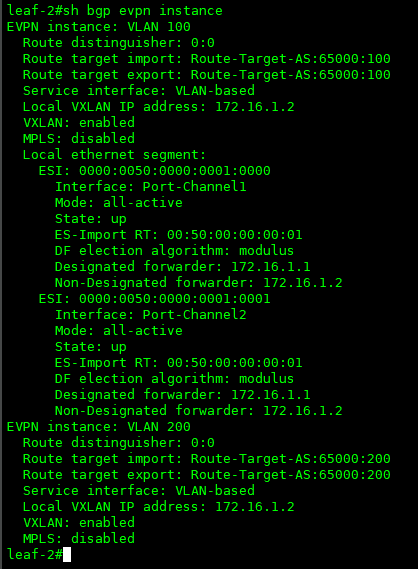 leaf-2#sh bgp evpn instance
EVPN instance: VLAN 100
  Route distinguisher: 0:0
  Route target import: Route-Target-AS:65000:100
  Route target export: Route-Target-AS:65000:100
  Service interface: VLAN-based
  Local VXLAN IP address: 172.16.1.2
  VXLAN: enabled
  MPLS: disabled
  Local ethernet segment:
    ESI: 0000:0050:0000:0001:0000
      Interface: Port-Channel1
      Mode: all-active
      State: up
      ES-Import RT: 00:50:00:00:00:01
      DF election algorithm: modulus
      Designated forwarder: 172.16.1.1
      Non-Designated forwarder: 172.16.1.2
    ESI: 0000:0050:0000:0001:0001
      Interface: Port-Channel2
      Mode: all-active
      State: up
      ES-Import RT: 00:50:00:00:00:01
      DF election algorithm: modulus
      Designated forwarder: 172.16.1.1
      Non-Designated forwarder: 172.16.1.2
EVPN instance: VLAN 200
  Route distinguisher: 0:0
  Route target import: Route-Target-AS:65000:200
  Route target export: Route-Target-AS:65000:200
  Service interface: VLAN-based
  Local VXLAN IP address: 172.16.1.2
  VXLAN: enabled
  MPLS: disabled
leaf-2#